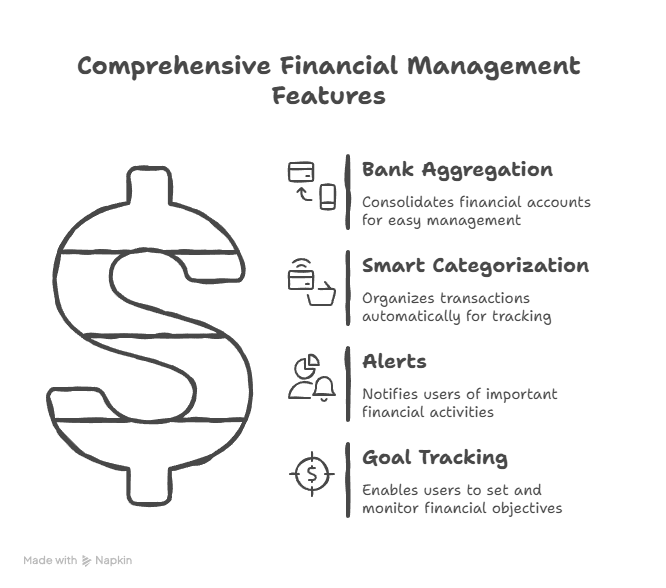 Comprehensive Financial Management
Features
Bank Aggregation
Consolidates financial accounts
for easy management
Smart Categorization
Organizes transactions
automatically for tracking
Alerts
Notifies users of important
financial activities
$
Goal Tracking
Enables users to set and
monitor financial objectives
Made with Napkin